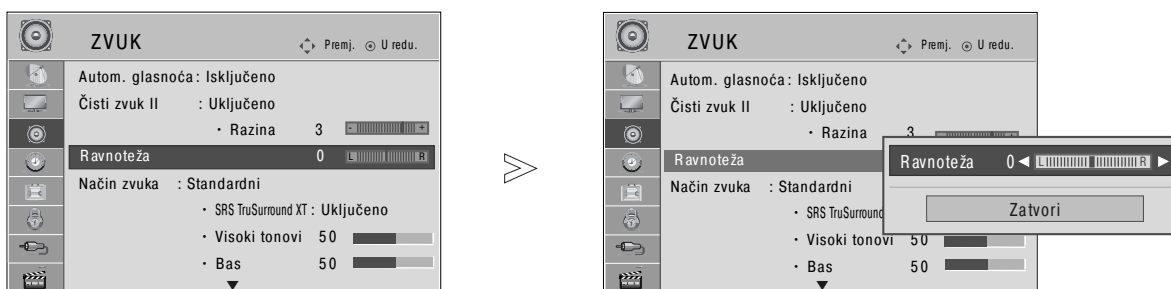 ZVUK Premj. U redu.
Autom. glasnoća : Isključeno
Čisti zvuk II : Uključeno
• Razina 3 - +
Ravnoteža 0 L R
Način zvuka : Standardni
• SRS TruSurround XT : Uključeno
• Visoki tonovi 50
• Bas 50
ZVUK Premj. U redu.
Autom. glasnoća : Isključeno
Čisti zvuk II : Uključeno
• Razina 3
Ravnoteža
Ravnoteža 0 L R
Način zvuka : Standardni
Zatvori
• SRS TruSurround
• Visoki tonovi 50
• Bas 50